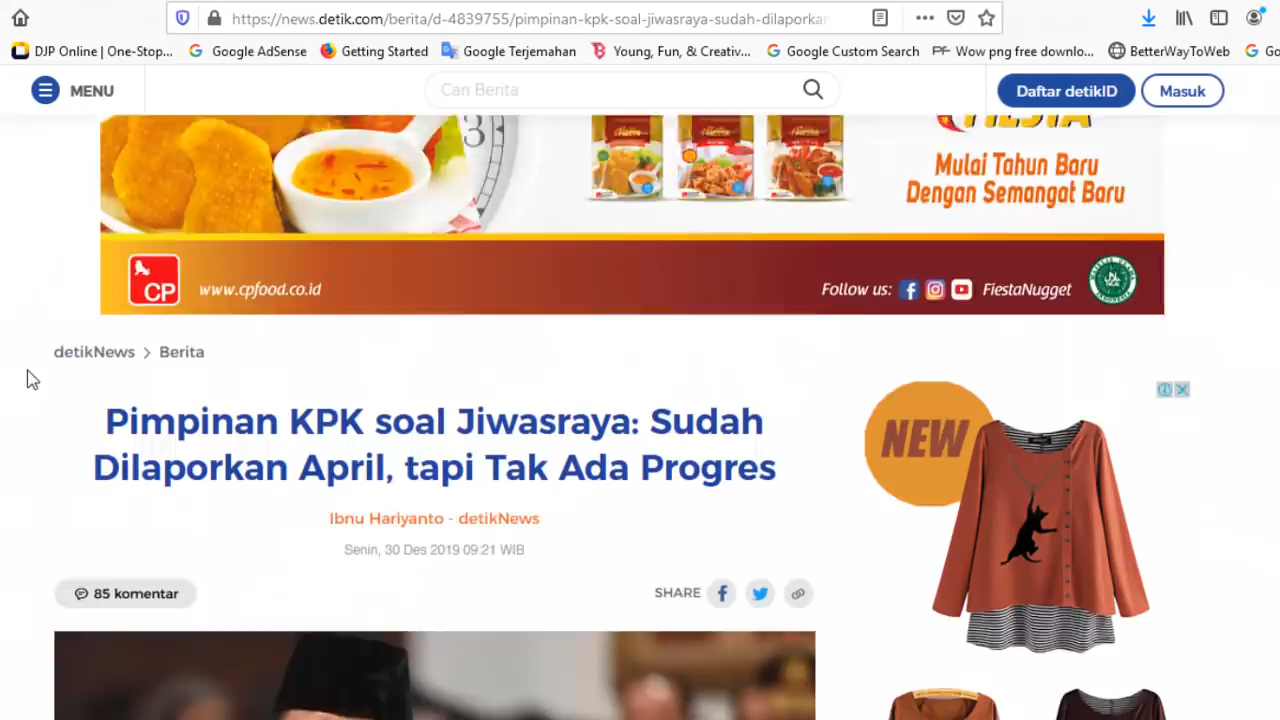 https://news.detik.com/berita/d-4839755/pimpinan-kpk-soal-jiwasraya-sudah-dilaporkan
DJP Online | One-Stop...
Google AdSense
Getting Started
Google Terjemahan
Young, Fun, & Creativ...
Google Custom Search
Wow png free downlo...
BetterWayToWeb
MENU
Cari Berita
Daftar detikID
Masuk
3
FIESTA
Mulai Tahun Baru
Dengan Semangat Baru
CP
www.cpfood.co.id
Follow us:
FiestaNugget
detikNews > Berita
Pimpinan KPK soal Jiwasraya: Sudah
Dilaporkan April, tapi Tak Ada Progres
Ibnu Hariyanto - detikNews
Senin, 30 Des 2019 09:21 WIB
85 komentar
SHARE
NEW